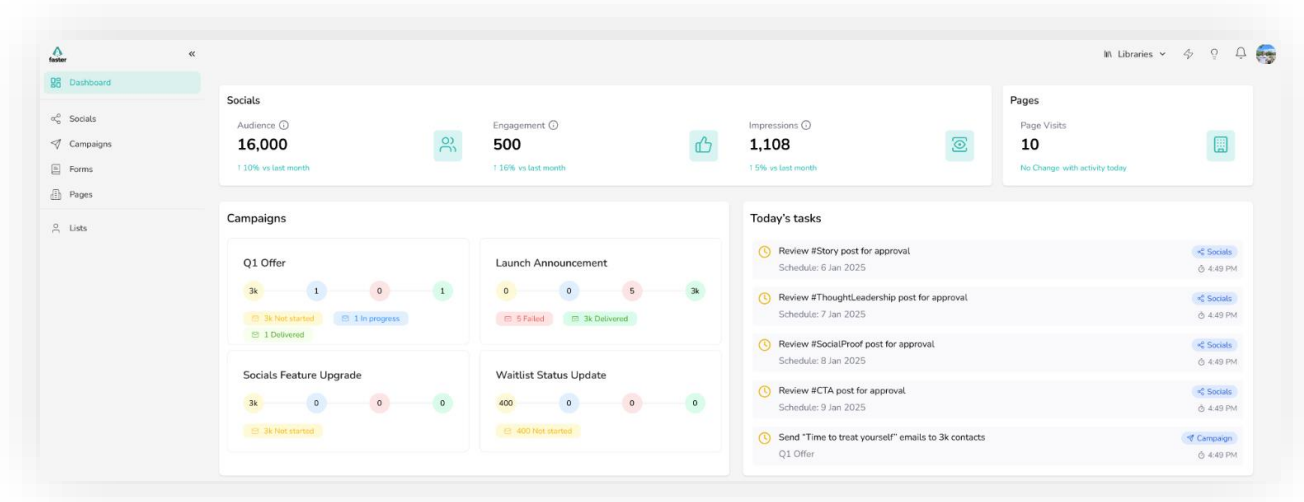 faster
«
Libraries
Dashboard
Socials
Campaigns
Forms
Pages
Lists
Socials
Audience
16,000
↑ 10% vs last month
Engagement
500
↑ 16% vs last month
Impressions
1,108
↑ 5% vs last month
Pages
Page Visits
10
No Change with activity today
Campaigns
Q1 Offer
3k 1 0 1
3k Not started 1 In progress
1 Delivered
Launch Announcement
0 0 5 3k
5 Failed 3k Delivered
Socials Feature Upgrade
3k 0 0 0
3k Not started
Waitlist Status Update
400 0 0 0
400 Not started
Today's tasks
Review #Story post for approval Socials
Schedule: 6 Jan 2025 4:49 PM
Review #ThoughtLeadership post for approval Socials
Schedule: 7 Jan 2025 4:49 PM
Review #SocialProof post for approval Socials
Schedule: 8 Jan 2025 4:49 PM
Review #CTA post for approval Socials
Schedule: 9 Jan 2025 4:49 PM
Send "Time to treat yourself" emails to 3k contacts Campaign
Q1 Offer 4:49 PM